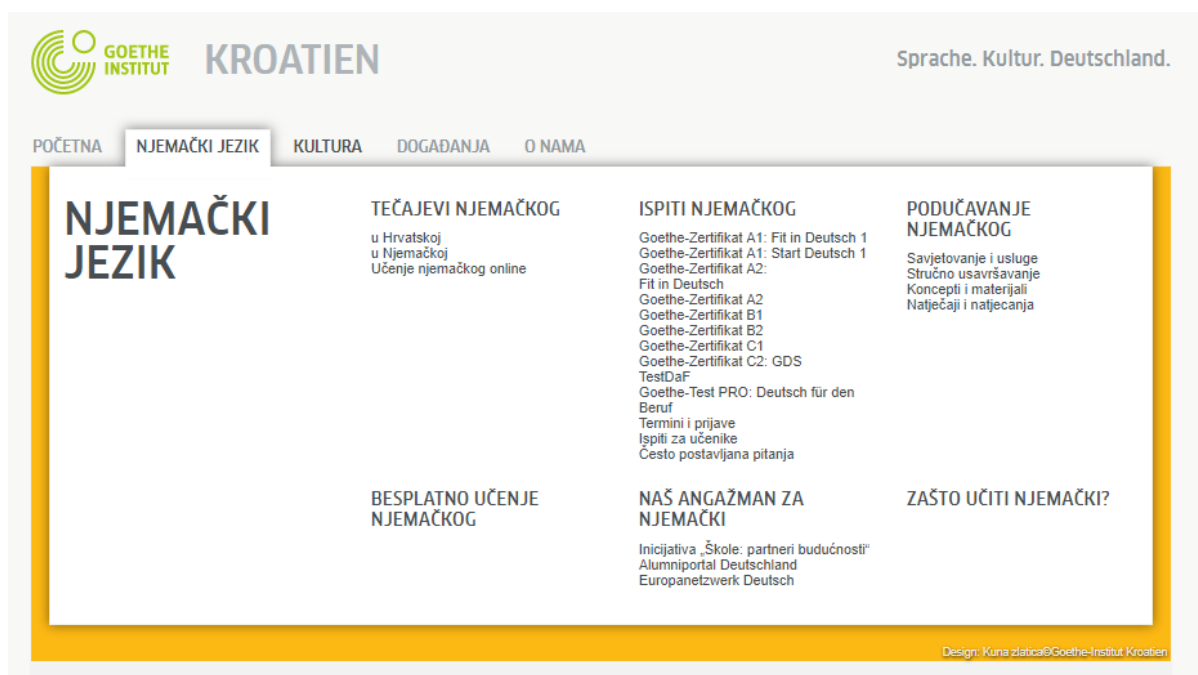 GOETHE
INSTITUT
KROATIEN
Sprache. Kultur. Deutschland.
POČETNA NJEMAČKI JEZIK KULTURA DOGAĐANJA O NAMA
NJEMAČKI
JEZIK
TEČAJEVI NJEMAČKOG
u Hrvatskoj
u Njemačkoj
Učenje njemačkog online
ISPITI NJEMAČKOG
Goethe-Zertifikat A1: Fit in Deutsch 1
Goethe-Zertifikat A1: Start Deutsch 1
Goethe-Zertifikat A2:
Fit in Deutsch
Goethe-Zertifikat A2
Goethe-Zertifikat B1
Goethe-Zertifikat B2
Goethe-Zertifikat C1
Goethe-Zertifikat C2: GDS
TestDaF
Goethe-Test PRO: Deutsch für den
Beruf
Termini i prijave
Ispiti za učenike
Često postavljana pitanja
PODUČAVANJE
NJEMAČKOG
Savjetovanje i usluge
Stručno usavršavanje
Koncepti i materijali
Natječaji i natjecanja
BESPLATNO UČENJE
NJEMAČKOG
NAŠ ANGAŽMAN ZA
NJEMAČKI
Inicijativa „Škole: partneri budućnosti“
Alumniportal Deutschland
Europanetzwerk Deutsch
ZAŠTO UČITI NJEMAČKI?
Design: Kuna zlatica©Goethe-Institut Kroatien